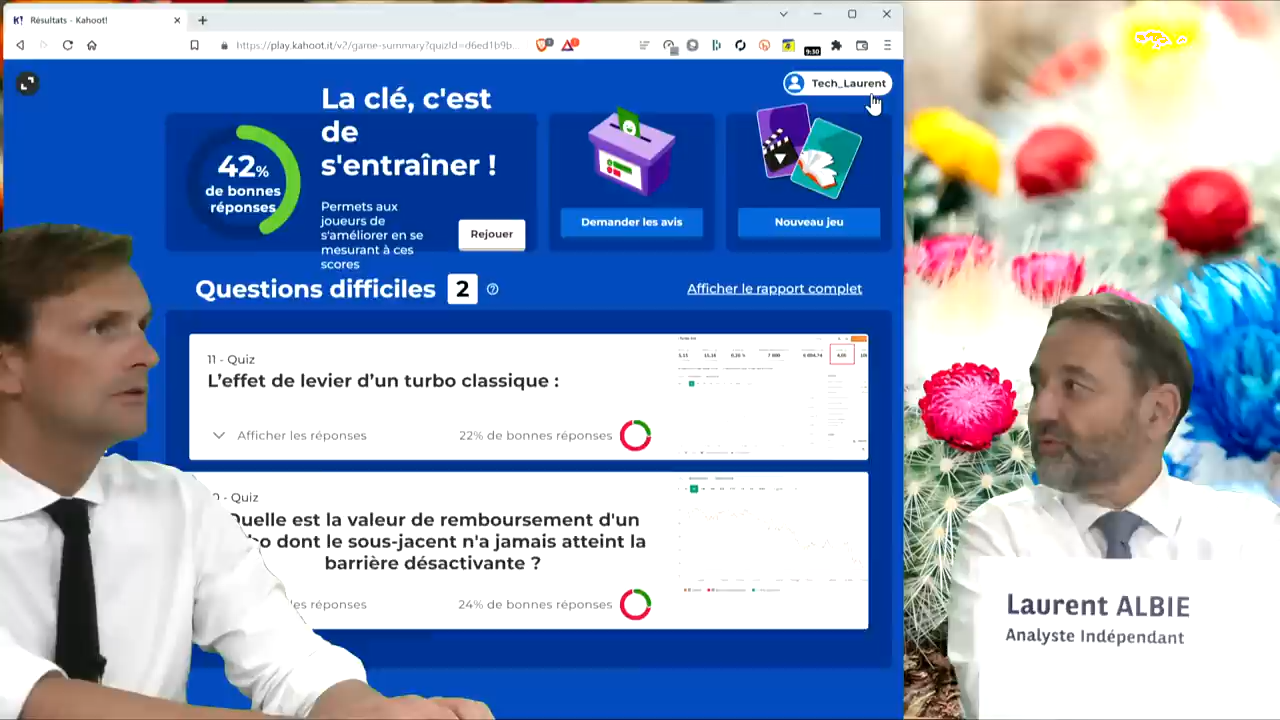 K! Résultats - Kahoot!
https://play.kahoot.it/v2/game-summary?quizId=d6ed1b9b...
9:30
Tech_Laurent
La clé, c'est
de
s'entraîner !
42%
de bonnes
réponses
Permets aux
joueurs de
s'améliorer en se
mesurant à ces
scores
Rejouer
Demander les avis
Nouveau jeu
Questions difficiles 2
Afficher le rapport complet
11 - Quiz
L'effet de levier d'un turbo classique :
Afficher les réponses
22% de bonnes réponses
- Quiz
Quelle est la valeur de remboursement d'un
dont le sous-jacent n'a jamais atteint la
barrière désactivante ?
les réponses
24% de bonnes réponses
Laurent ALBIE
Analyste Indépendant